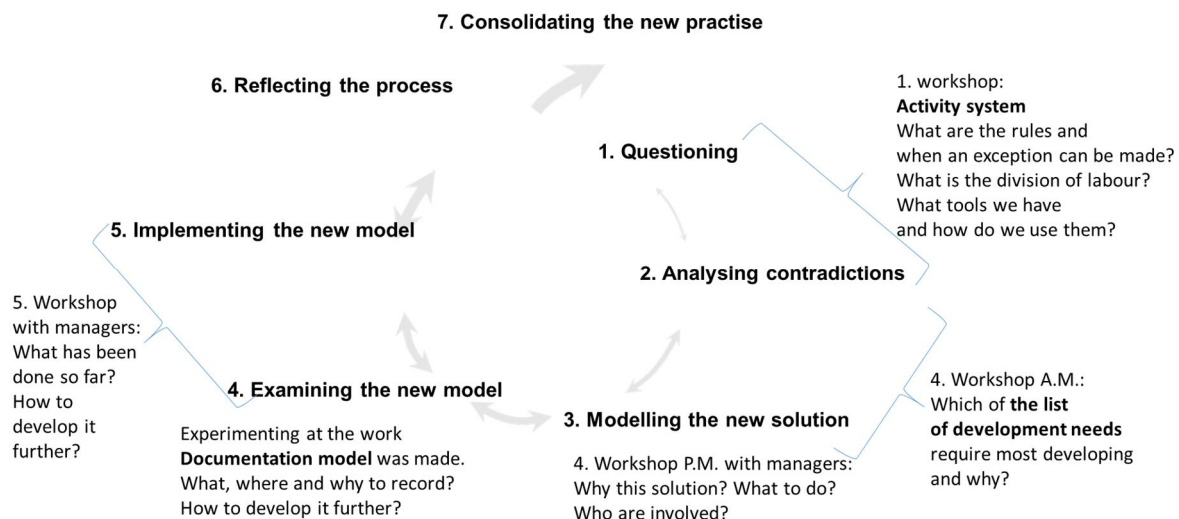 7. Consolidating the new practise
6. Reflecting the process
1. workshop:
Activity system
What are the rules and
when an exception can be made?
What is the division of labour?
What tools we have
and how do we use them?
1. Questioning
5. Implementing the new model
2. Analysing contradictions
5. Workshop
with managers:
What has been
done so far?
How to
develop it
further?
4. Examining the new model
Experimenting at the work
Documentation model was made.
What, where and why to record?
How to develop it further?
3. Modelling the new solution
4. Workshop P.M. with managers:
Why this solution? What to do?
Who are involved?
4. Workshop A.M.:
Which of the list
of development needs
require most developing
and why?